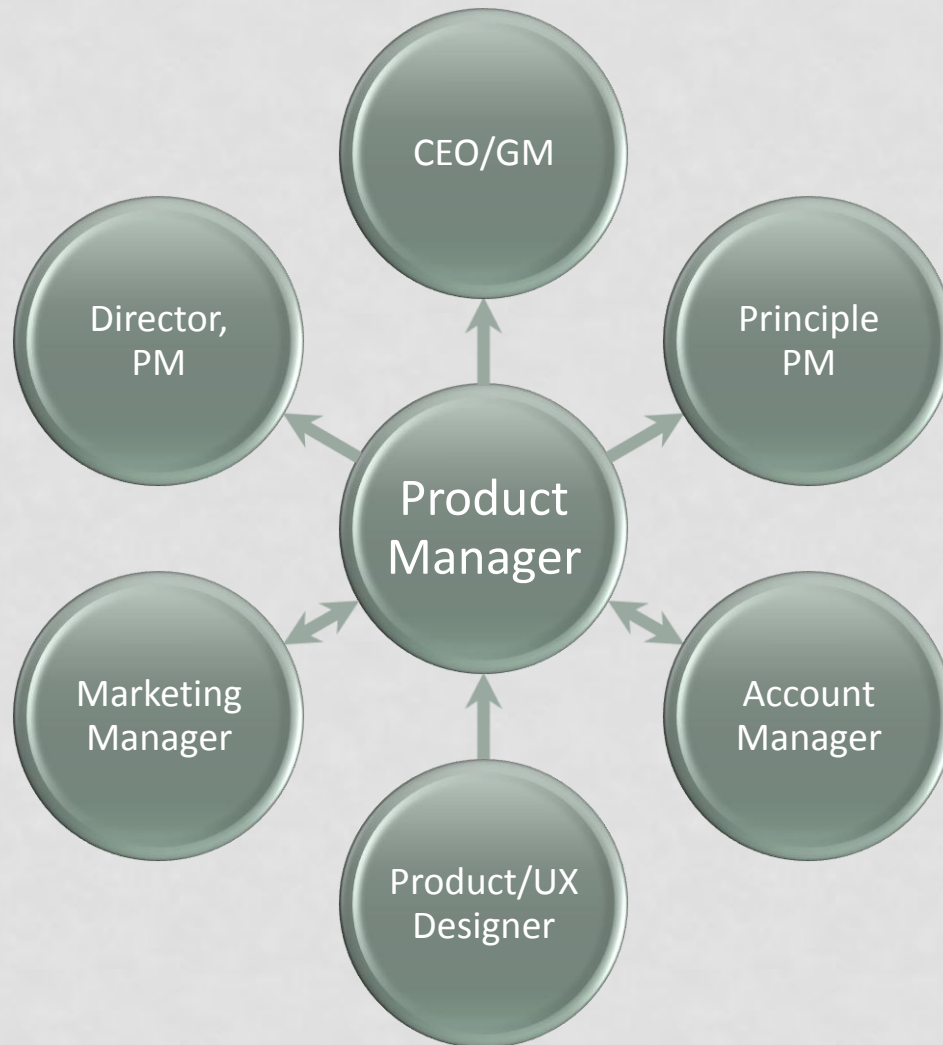 CEO/GM
Director,
PM
Principle
PM
Product
Manager
Marketing
Manager
Account
Manager
Product/UX
Designer